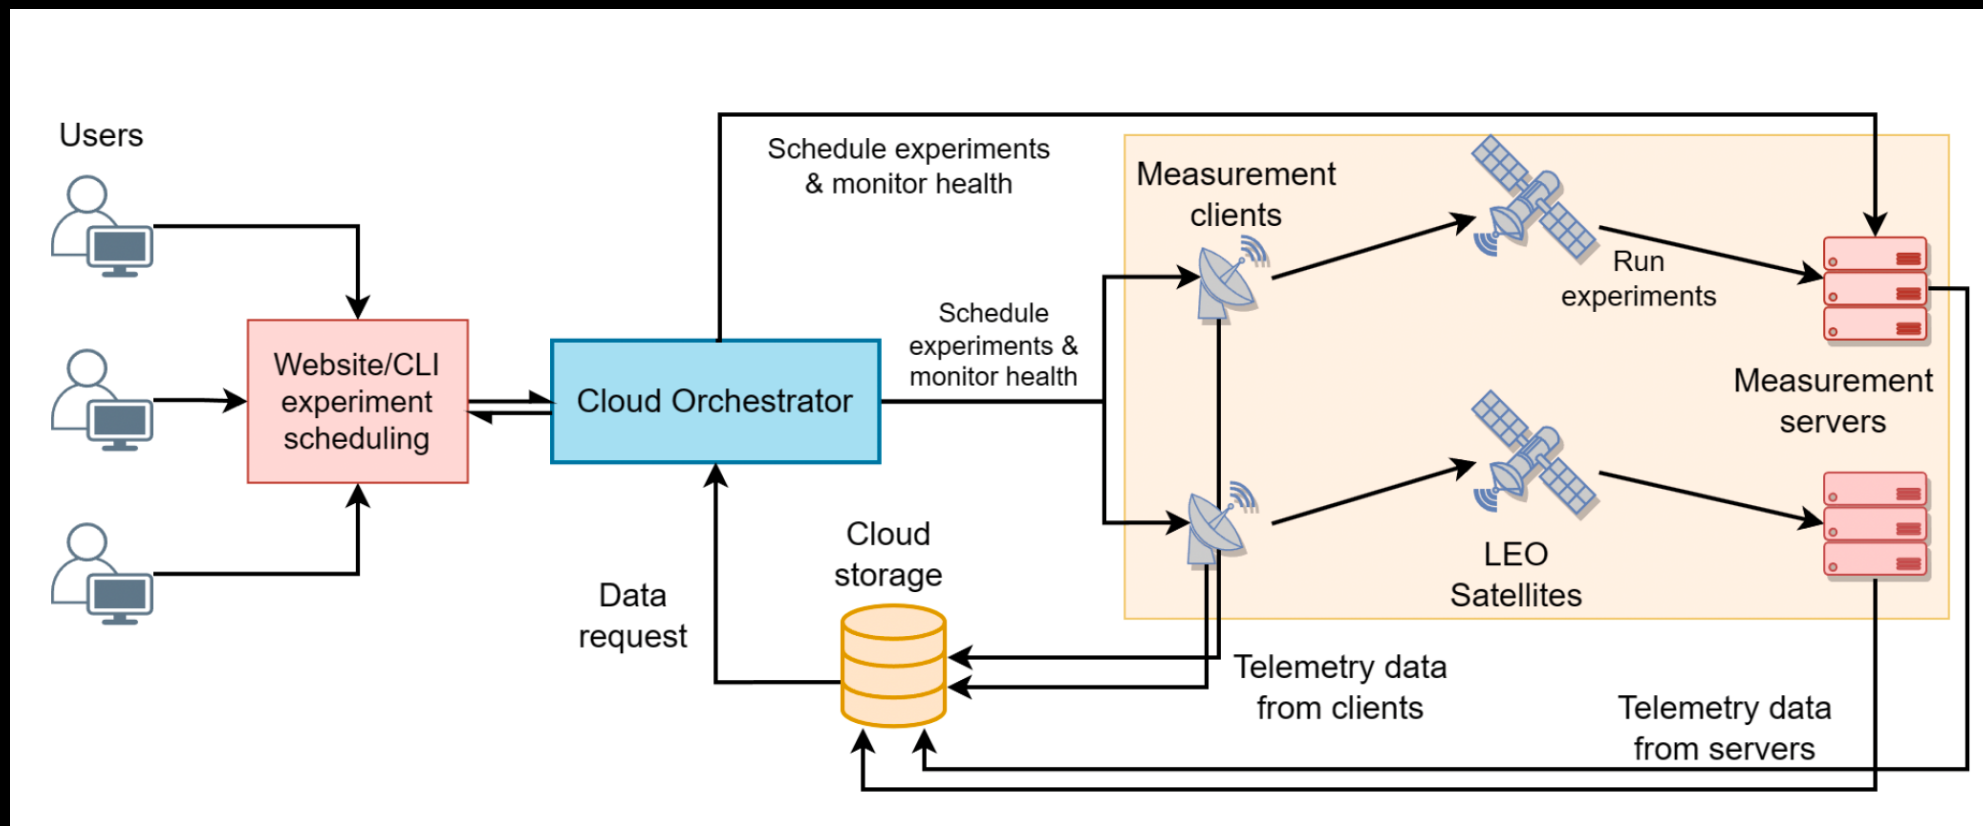 Users
Website/CLI
experiment
scheduling
Cloud Orchestrator
Schedule experiments
& monitor health
Schedule
experiments &
monitor health
Measurement
clients
Run
experiments
Measurement
servers
LEO
Satellites
Cloud
storage
Data
request
Telemetry data
from clients
Telemetry data
from servers